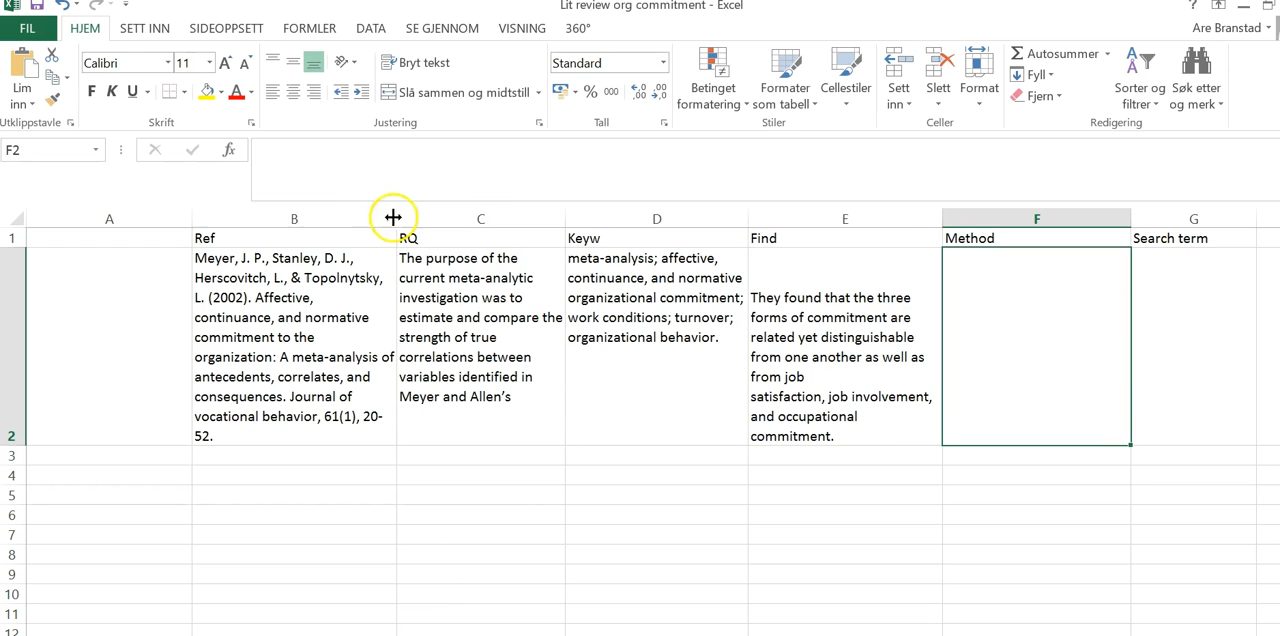 Lit review org commitment - Excel
?
FIL HJEM SETT INN SIDEOPPSETT FORMLER DATA SE GJENNOM VISNING 360° Are Branstad
Lim inn
Calibri 11 A A
F K U A
Bryt tekst
Slå sammen og midtstill
Standard
% 000 ,00 ,00
Betinget formatering
Formater som tabell
Cellestiler
Sett inn
Slett
Format
Σ Autosummer
Fyll
Fjern
Sorter og filtrer
Søk etter og merk
Utklippstavle Skrift Justering Tall Stiler Celler Redigering
F2 fx
A B C D E F G
1 Ref RQ Keyw Find Method Search term
2
Meyer, J. P., Stanley, D. J.,
Herscovitch, L., & Topolnytsky,
L. (2002). Affective,
continuance, and normative
commitment to the
organization: A meta-analysis of
antecedents, correlates, and
consequences. Journal of
vocational behavior, 61(1), 20-
52.
The purpose of the
current meta-analytic
investigation was to
estimate and compare the
strength of true
correlations between
variables identified in
Meyer and Allen’s
meta-analysis; affective,
continuance, and normative
organizational commitment;
work conditions; turnover;
organizational behavior.
They found that the three
forms of commitment are
related yet distinguishable
from one another as well as
from job
satisfaction, job involvement,
and occupational
commitment.
3
4
5
6
7
8
9
10
11
12